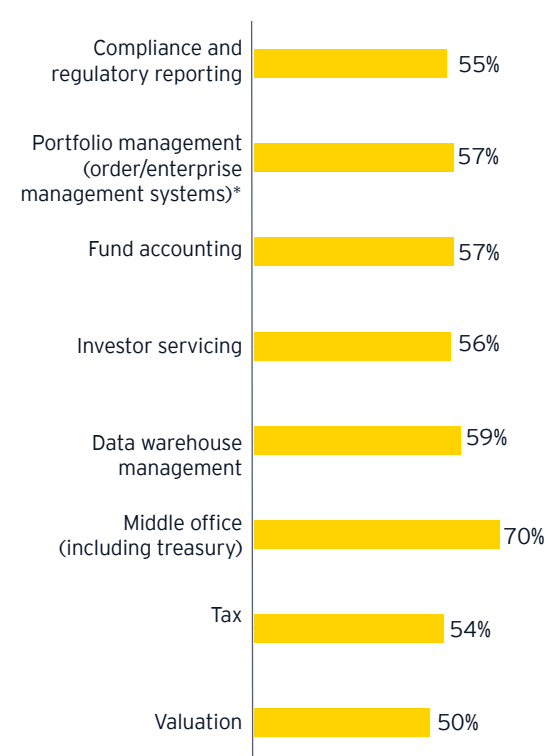 Compliance and
regulatory reporting
55%
Portfolio management
(order/enterprise
management systems)*
57%
Fund accounting
57%
Investor servicing
56%
Data warehouse
management
59%
Middle office
(including treasury)
70%
Tax
54%
Valuation
50%